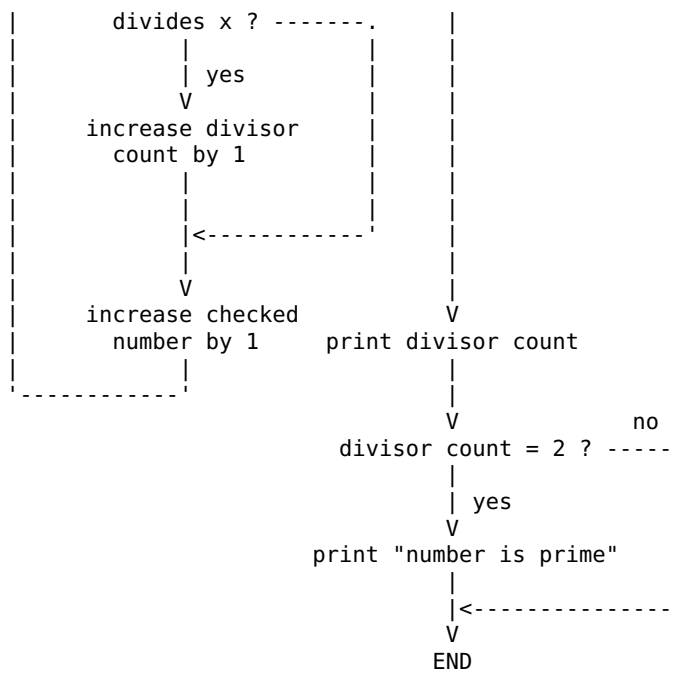 divides x ?
yes
increase divisor
count by 1
increase checked
number by 1 print divisor count
no
divisor count = 2 ?
yes
print "number is prime"
END